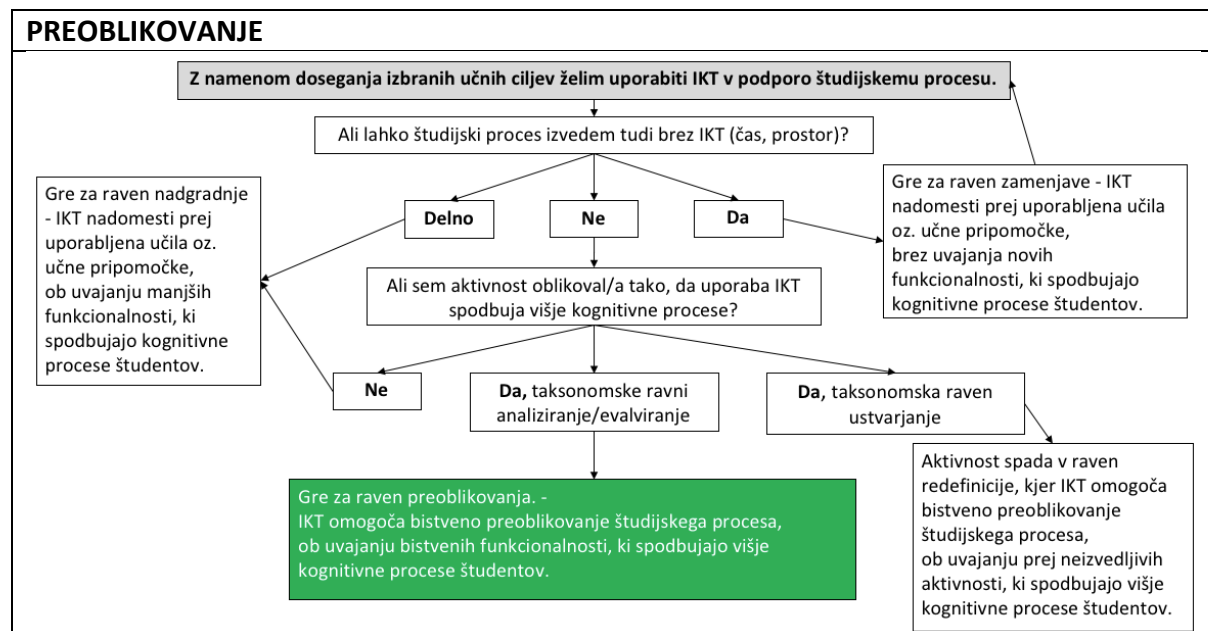 PREOBLIKOVANJE
Z namenom doseganja izbranih učnih ciljev želim uporabiti IKT v podporo študijskemu procesu.
Ali lahko študijski proces izvedem tudi brez IKT (čas, prostor)?
Gre za raven nadgradnje
- IKT nadomesti prej
uporabljena učila oz.
učne pripomočke,
ob uvajanju manjših
funkcionalnosti, ki
spodbujajo kognitivne
procese študentov.
Delno
Ne
Da
Gre za raven zamenjave - IKT
nadomesti prej uporabljena učila
oz. učne pripomočke,
brez uvajanja novih
funkcionalnosti, ki spodbujajo
kognitivne procese študentov.
Ali sem aktivnost oblikoval/a tako, da uporaba IKT
spodbuja višje kognitivne procese?
Ne
Da, taksonomske ravni
analiziranje/evalviranje
Da, taksonomska raven
ustvarjanje
Gre za raven preoblikovanja. -
IKT omogoča bistveno preoblikovanje študijskega procesa,
ob uvajanju bistvenih funkcionalnosti, ki spodbujajo višje
kognitivne procese študentov.
Aktivnost spada v raven
redefinicije, kjer IKT omogoča
bistveno preoblikovanje
študijskega procesa,
ob uvajanju prej neizvedljivih
aktivnosti, ki spodbujajo višje
kognitivne procese študentov.